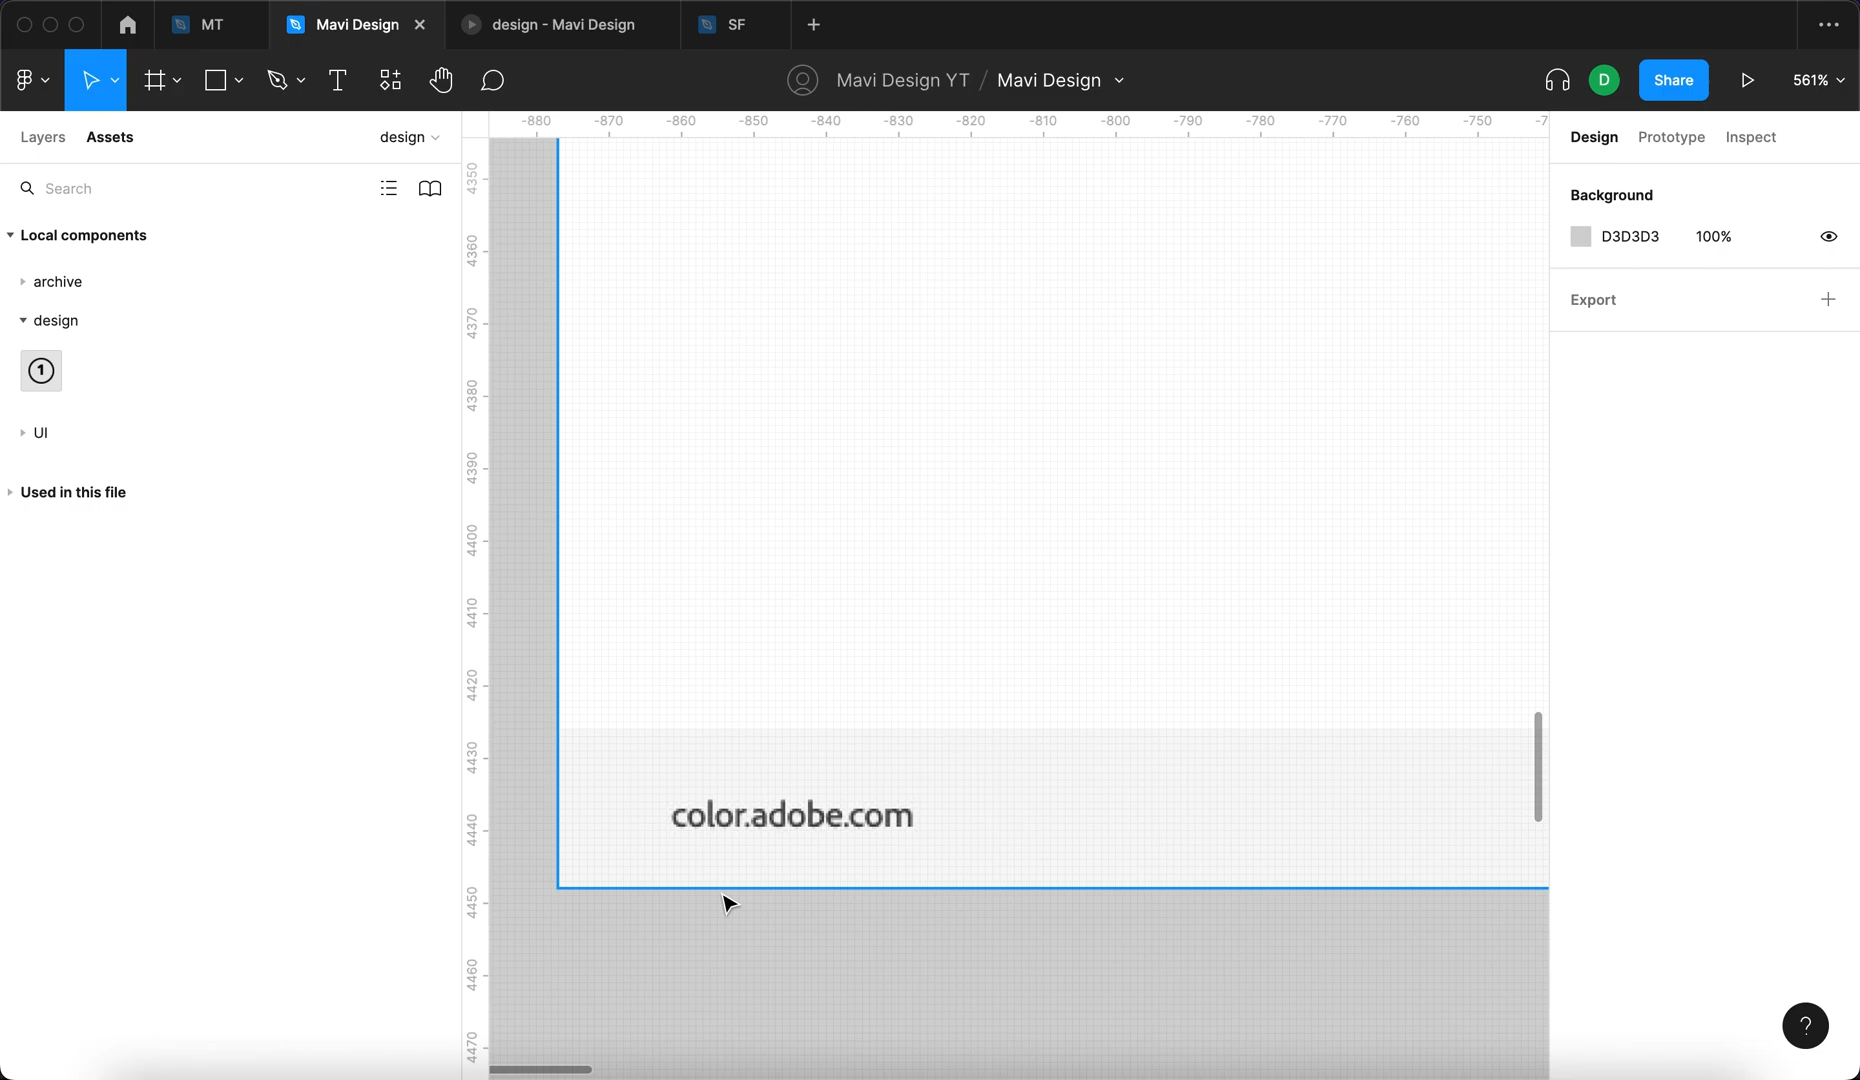 MT
Mavi Design
design - Mavi Design
SF
Mavi Design YT / Mavi Design
D
Share
561%
Layers
Assets
design
Search
Local components
archive
design
1
UI
Used in this file
-880 -870 -860 -850 -840 -830 -820 -810 -800 -790 -780 -770 -760 -750 -7
4350
4360
4370
4380
4390
4400
4410
4420
4430
4440
4450
4460
4470
color.adobe.com
Design
Prototype
Inspect
Background
D3D3D3 100%
Export
?